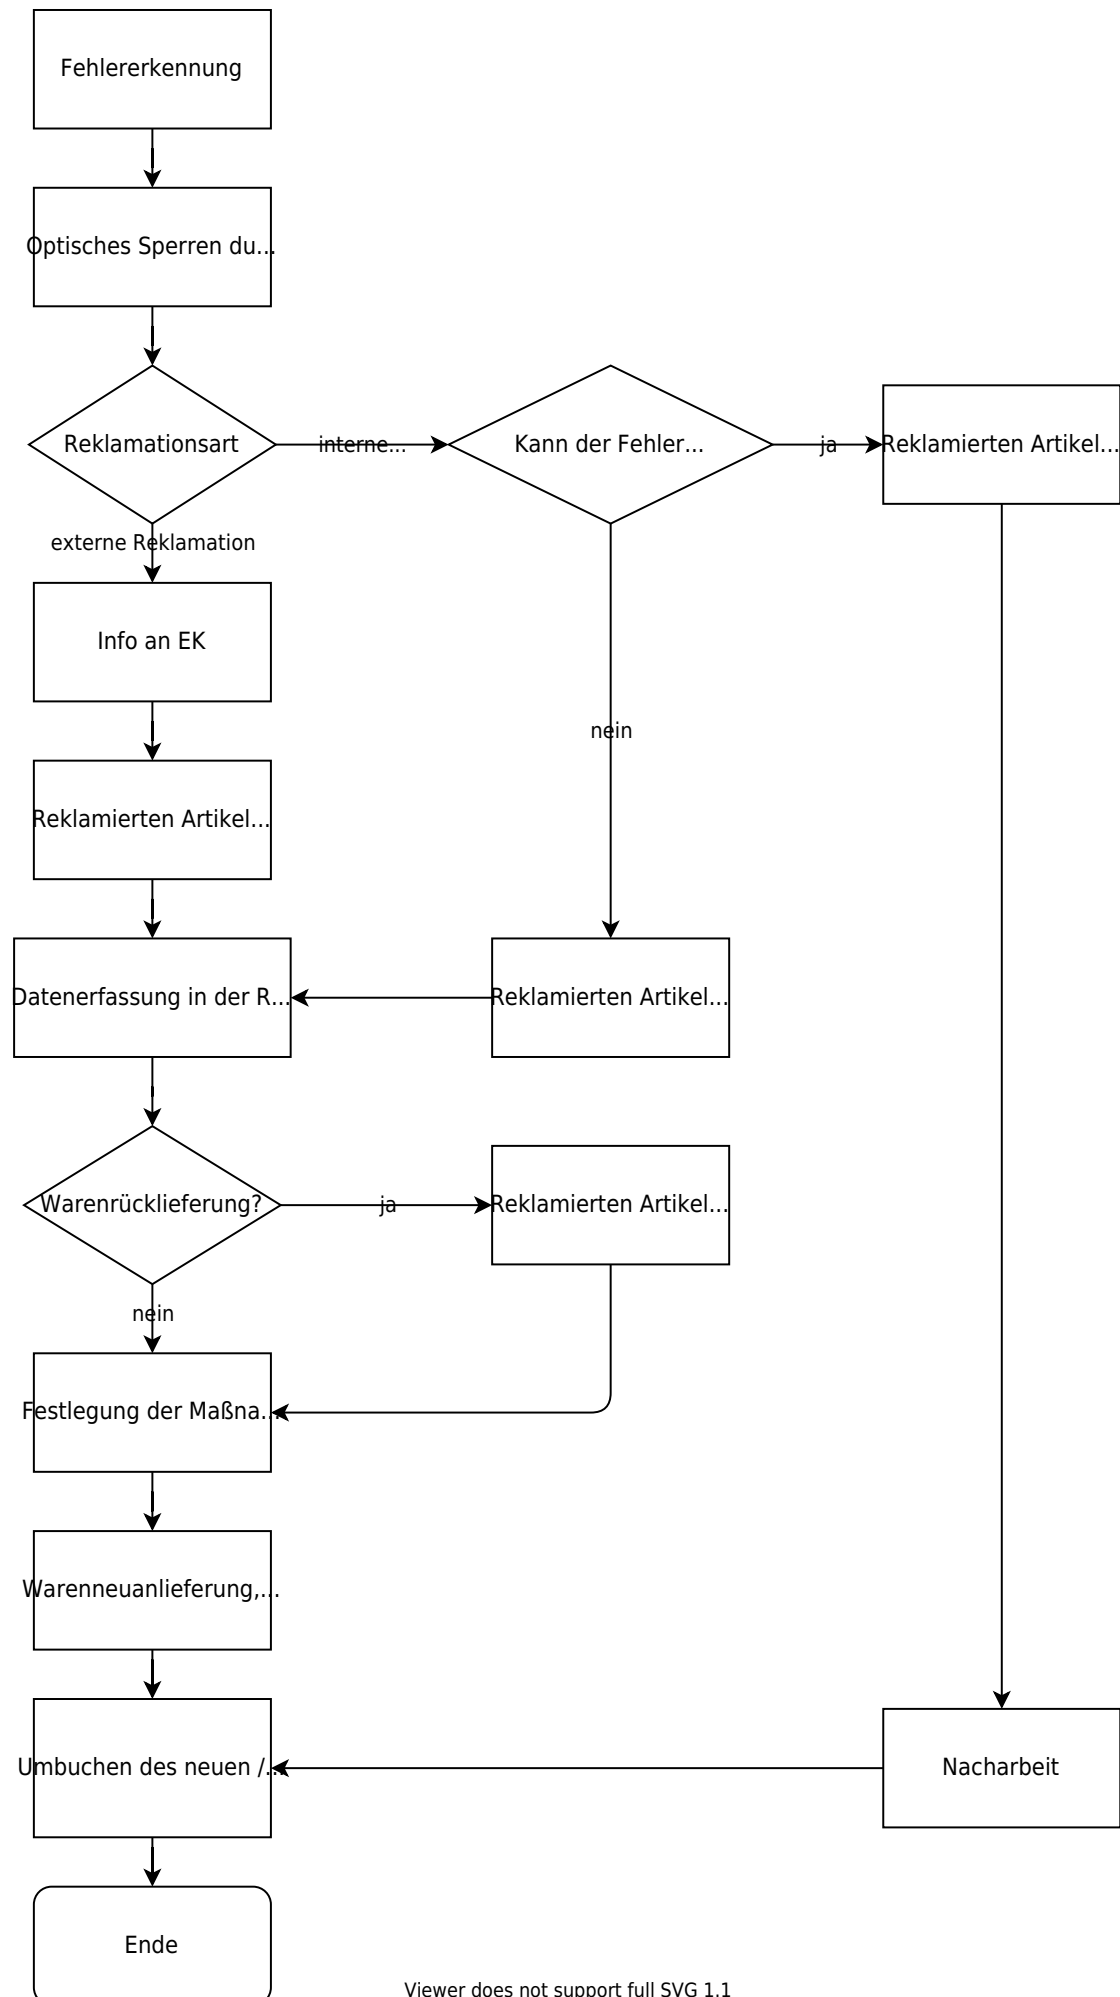 Fehlererkennung
Optisches Sperren du...
Reklamationsart
interne...
Kann der Fehler...
ja
Reklamierten Artikel...
externe Reklamation
Info an EK
nein
Reklamierten Artikel...
Datenerfassung in der R...
Reklamierten Artikel...
Warenrücklieferung?
ja
Reklamierten Artikel...
nein
Festlegung der Maßna...
Warenneuanlieferung,...
Umbuchen des neuen /...
Nacharbeit
Ende
Viewer does not support full SVG 1.1